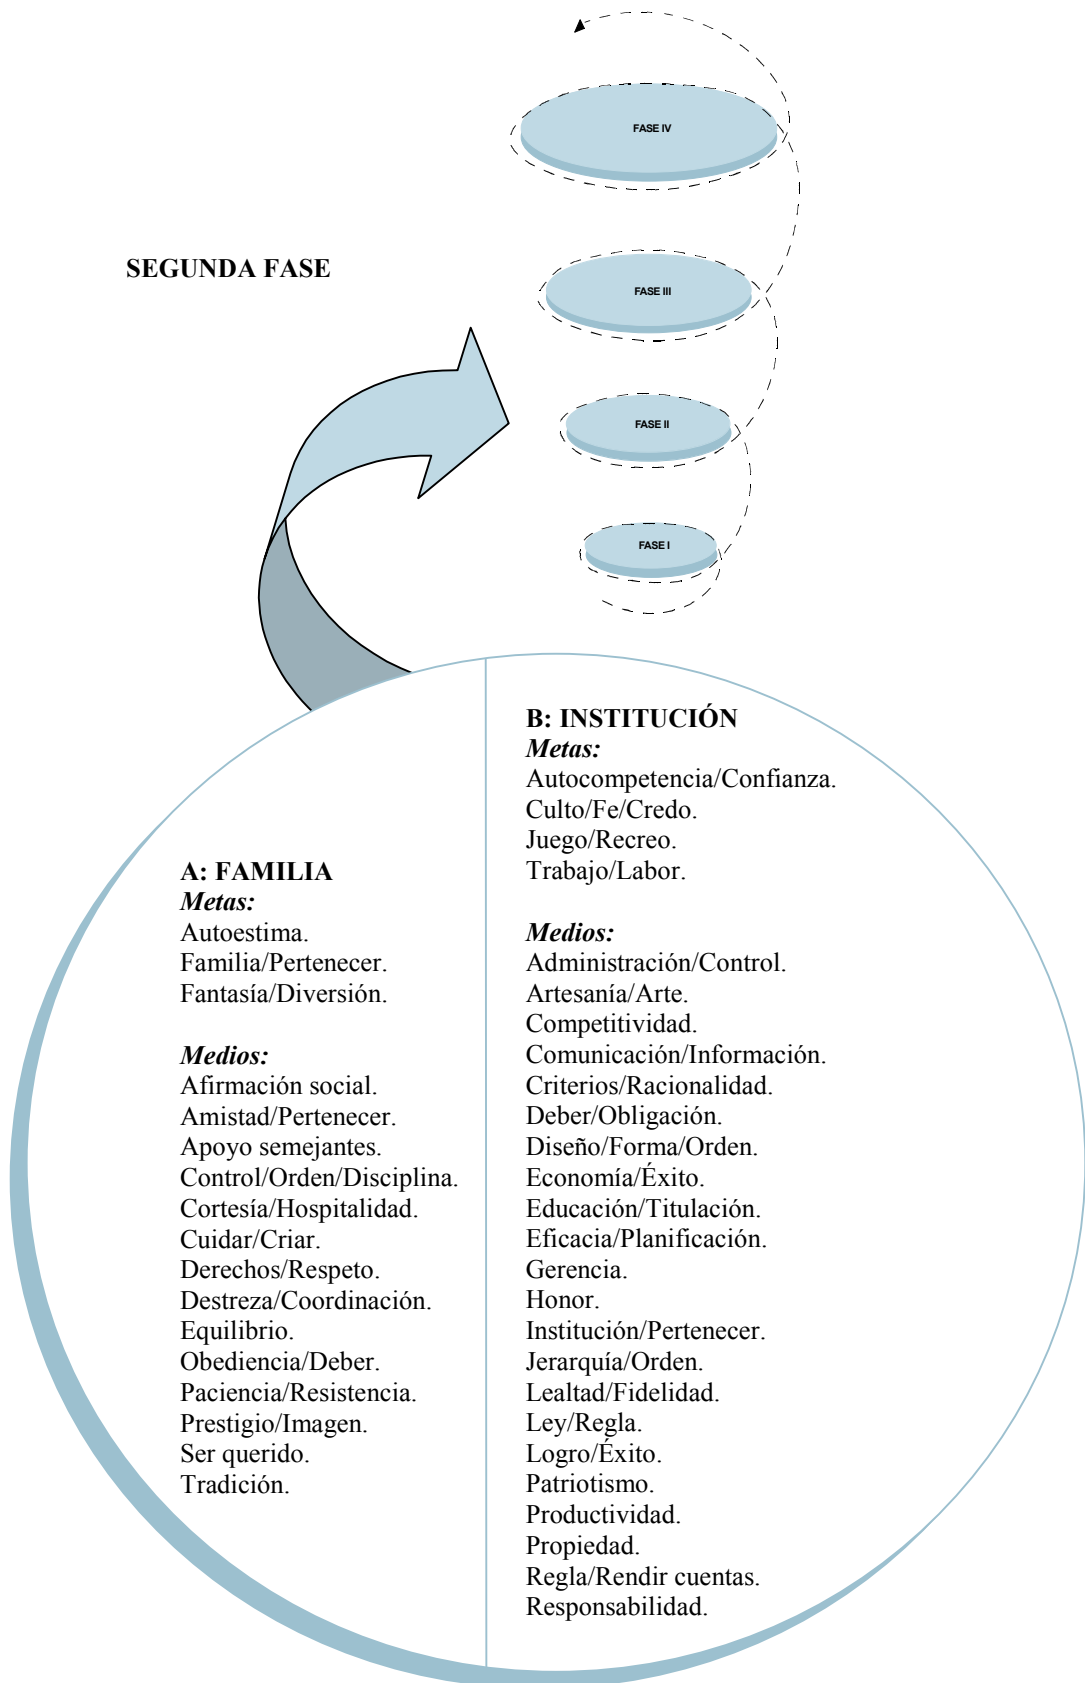 FASE IV
SEGUNDA FASE
FASE III
FASE II
FASE I
A: FAMILIA
Metas:
Autoestima.
Familia/Pertenecer.
Fantasía/Diversión.
Medios:
Afirmación social.
Amistad/Pertenecer.
Apoyo semejantes.
Control/Orden/Disciplina.
Cortesía/Hospitalidad.
Cuidar/Criar.
Derechos/Respeto.
Destreza/Coordinación.
Equilibrio.
Obediencia/Deber.
Paciencia/Resistencia.
Prestigio/Imagen.
Ser querido.
Tradición.
B: INSTITUCIÓN
Metas:
Autocompetencia/Confianza.
Culto/Fe/Credo.
Juego/Recreo.
Trabajo/Labor.
Medios:
Administración/Control.
Artesanía/Arte.
Competitividad.
Comunicación/Información.
Criterios/Racionalidad.
Deber/Obligación.
Diseño/Forma/Orden.
Economía/Éxito.
Educación/Titulación.
Eficacia/Planificación.
Gerencia.
Honor.
Institución/Pertenecer.
Jerarquía/Orden.
Lealtad/Fidelidad.
Ley/Regla.
Logro/Éxito.
Patriotismo.
Productividad.
Propiedad.
Regla/Rendir cuentas.
Responsabilidad.